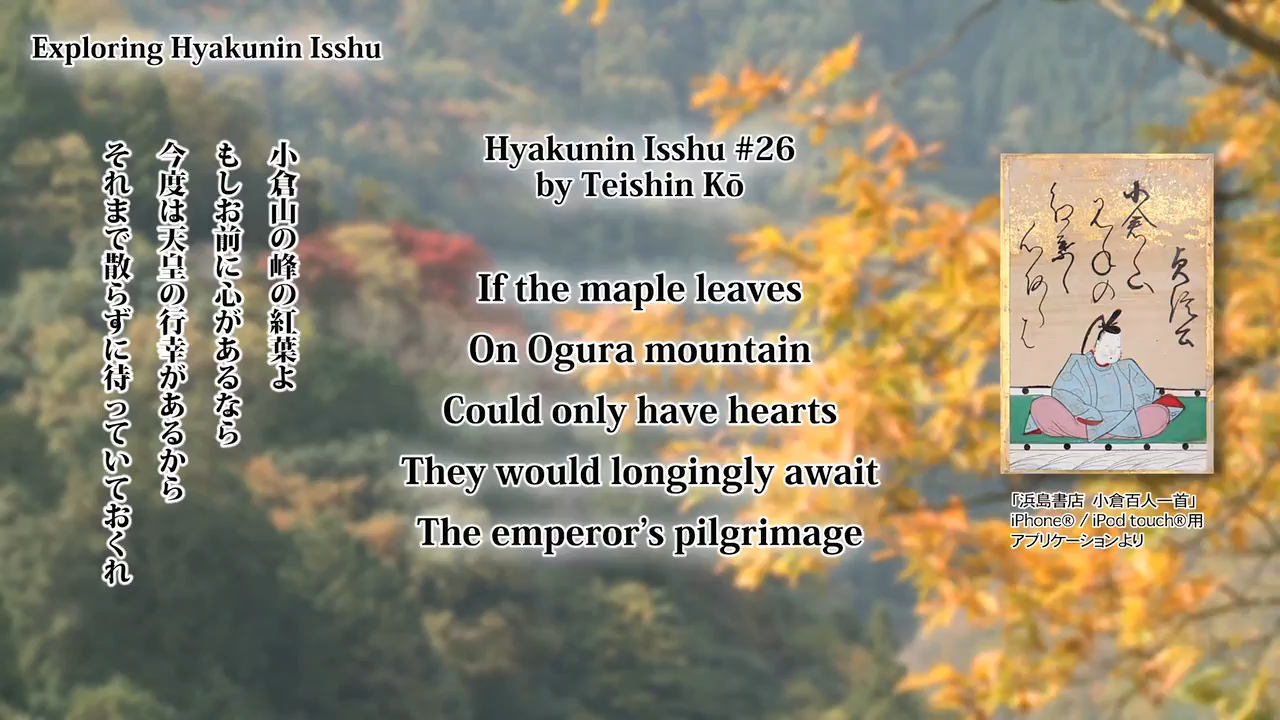 Exploring Hyakunin Isshu
小倉山の峰の紅葉よ
もしお前に心があるなら
今度は天皇の行幸があるから
それまで散らずに待っていておくれ
Hyakunin Isshu #26
by Teishin Kō
If the maple leaves
On Ogura mountain
Could only have hearts
They would longingly await
The emperor's pilgrimage
「浜島書店 小倉百人一首」
iPhone® / iPod touch®用
アプリケーションより